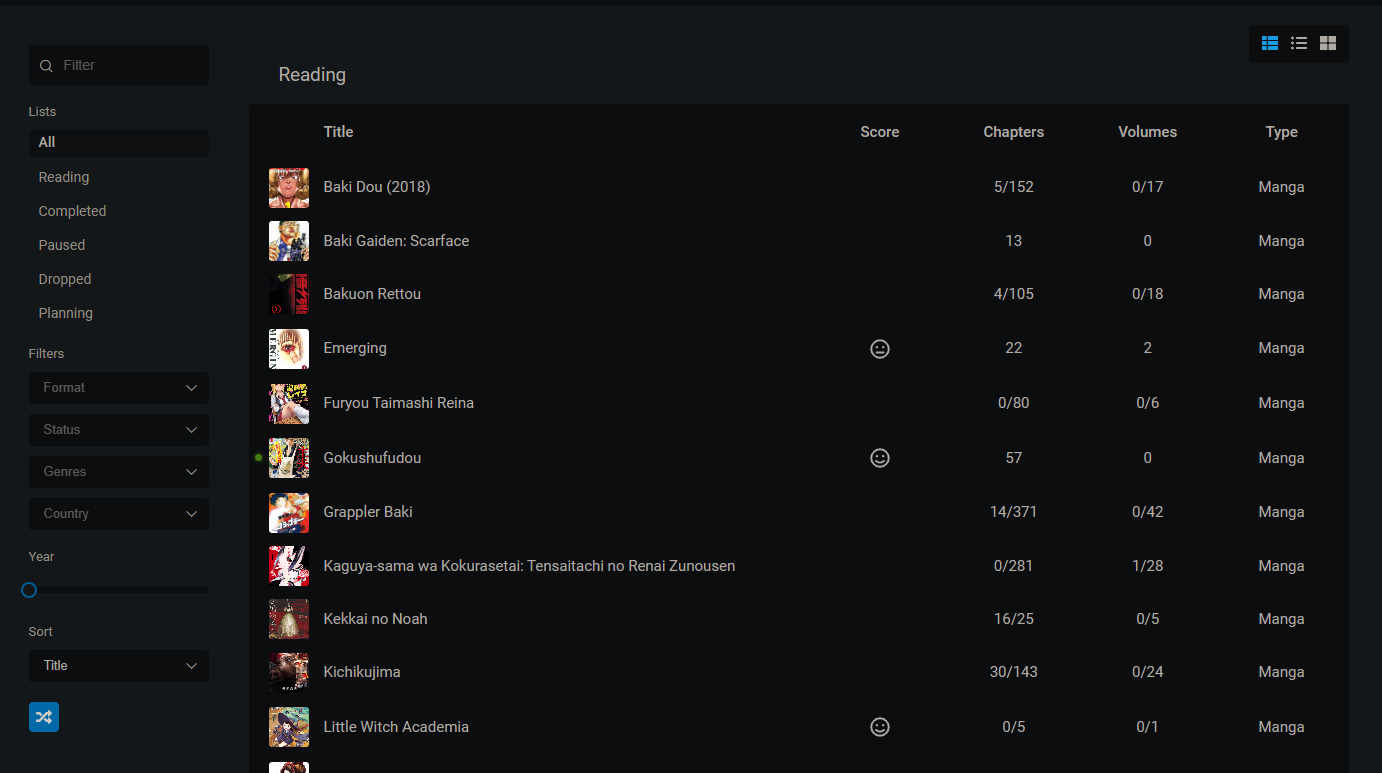 Filter
Lists
All
Reading
Completed
Paused
Dropped
Planning
Filters
Format
Status
Genres
Country
Year
Sort
Title
Reading
Title Score Chapters Volumes Type
Baki Dou (2018) 5/152 0/17 Manga
Baki Gaiden: Scarface 13 0 Manga
Bakuon Rettou 4/105 0/18 Manga
Emerging 22 2 Manga
Furyou Taimashi Reina 0/80 0/6 Manga
Gokushufudou 57 0 Manga
Grappler Baki 14/371 0/42 Manga
Kaguya-sama wa Kokurasetai: Tensaitachi no Renai Zunousen 0/281 1/28 Manga
Kekkai no Noah 16/25 0/5 Manga
Kichikujima 30/143 0/24 Manga
Little Witch Academia 0/5 0/1 Manga